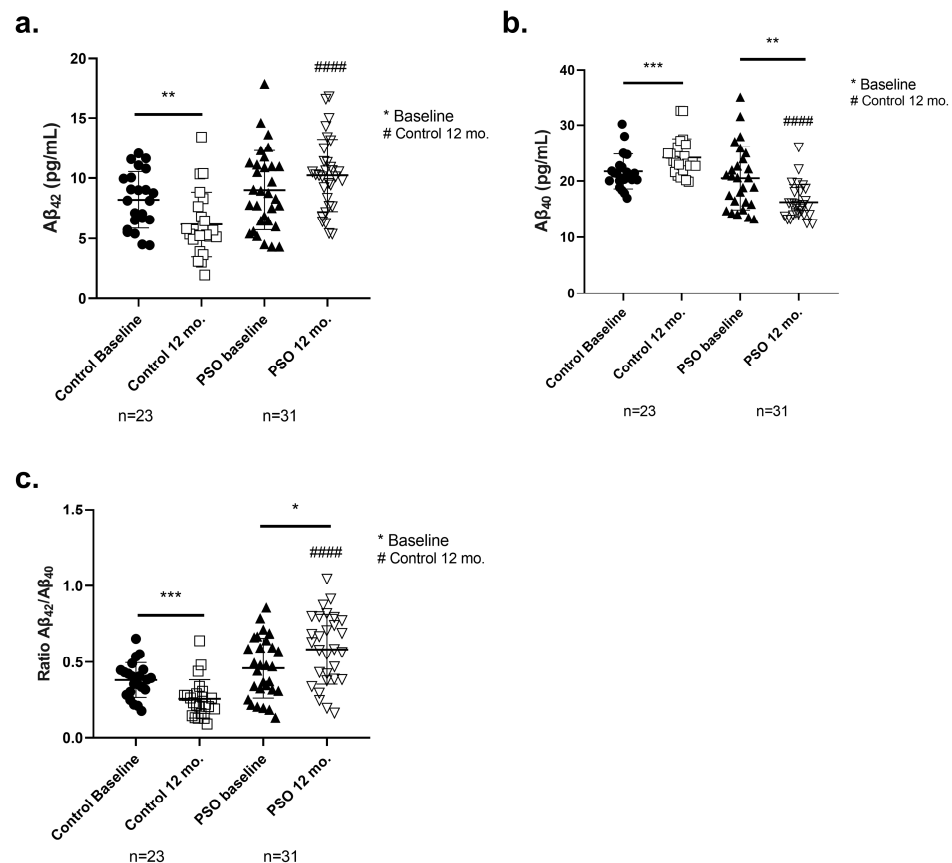 a.
Aβ42 (pg/mL)
20
15
10
5
0
**
####
* Baseline
# Control 12 mo.
Control Baseline
Control 12 mo.
PSO baseline
PSO 12 mo.
n=23
n=31
b.
Aβ40 (pg/mL)
40
30
20
10
0
***
**
####
* Baseline
# Control 12 mo.
Control Baseline
Control 12 mo.
PSO baseline
PSO 12 mo.
n=23
n=31
c.
Ratio Aβ42/Aβ40
1.5
1.0
0.5
0.0
***
*
####
* Baseline
# Control 12 mo.
Control Baseline
Control 12 mo.
PSO baseline
PSO 12 mo.
n=23
n=31